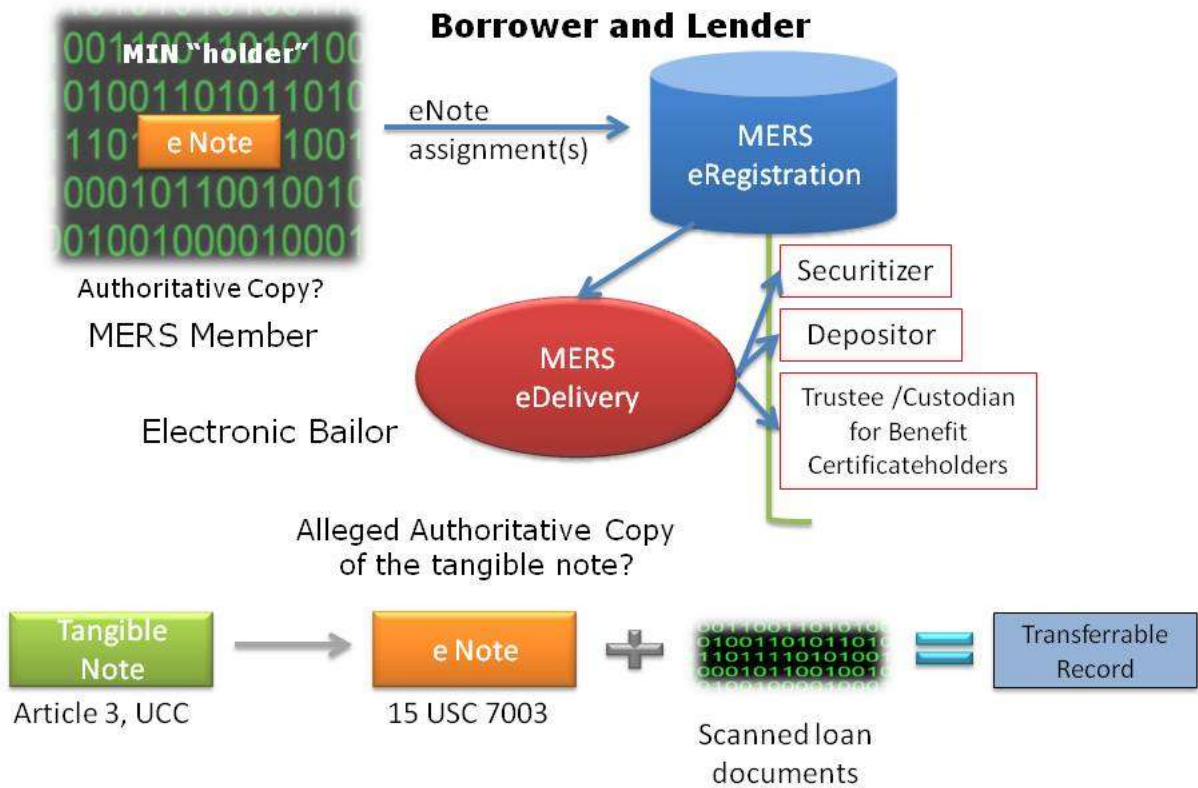 Borrower and Lender
MIN "holder"
e Note
eNote
assignment(s)
MERS
eRegistration
Authoritative Copy?
MERS Member
Securitizer
Depositor
Trustee /Custodian
for Benefit
Certificateholders
MERS
eDelivery
Electronic Bailor
Alleged Authoritative Copy
of the tangible note?
Tangible
Note
e Note
Transferrable
Record
Article 3, UCC
15 USC 7003
Scanned loan
documents